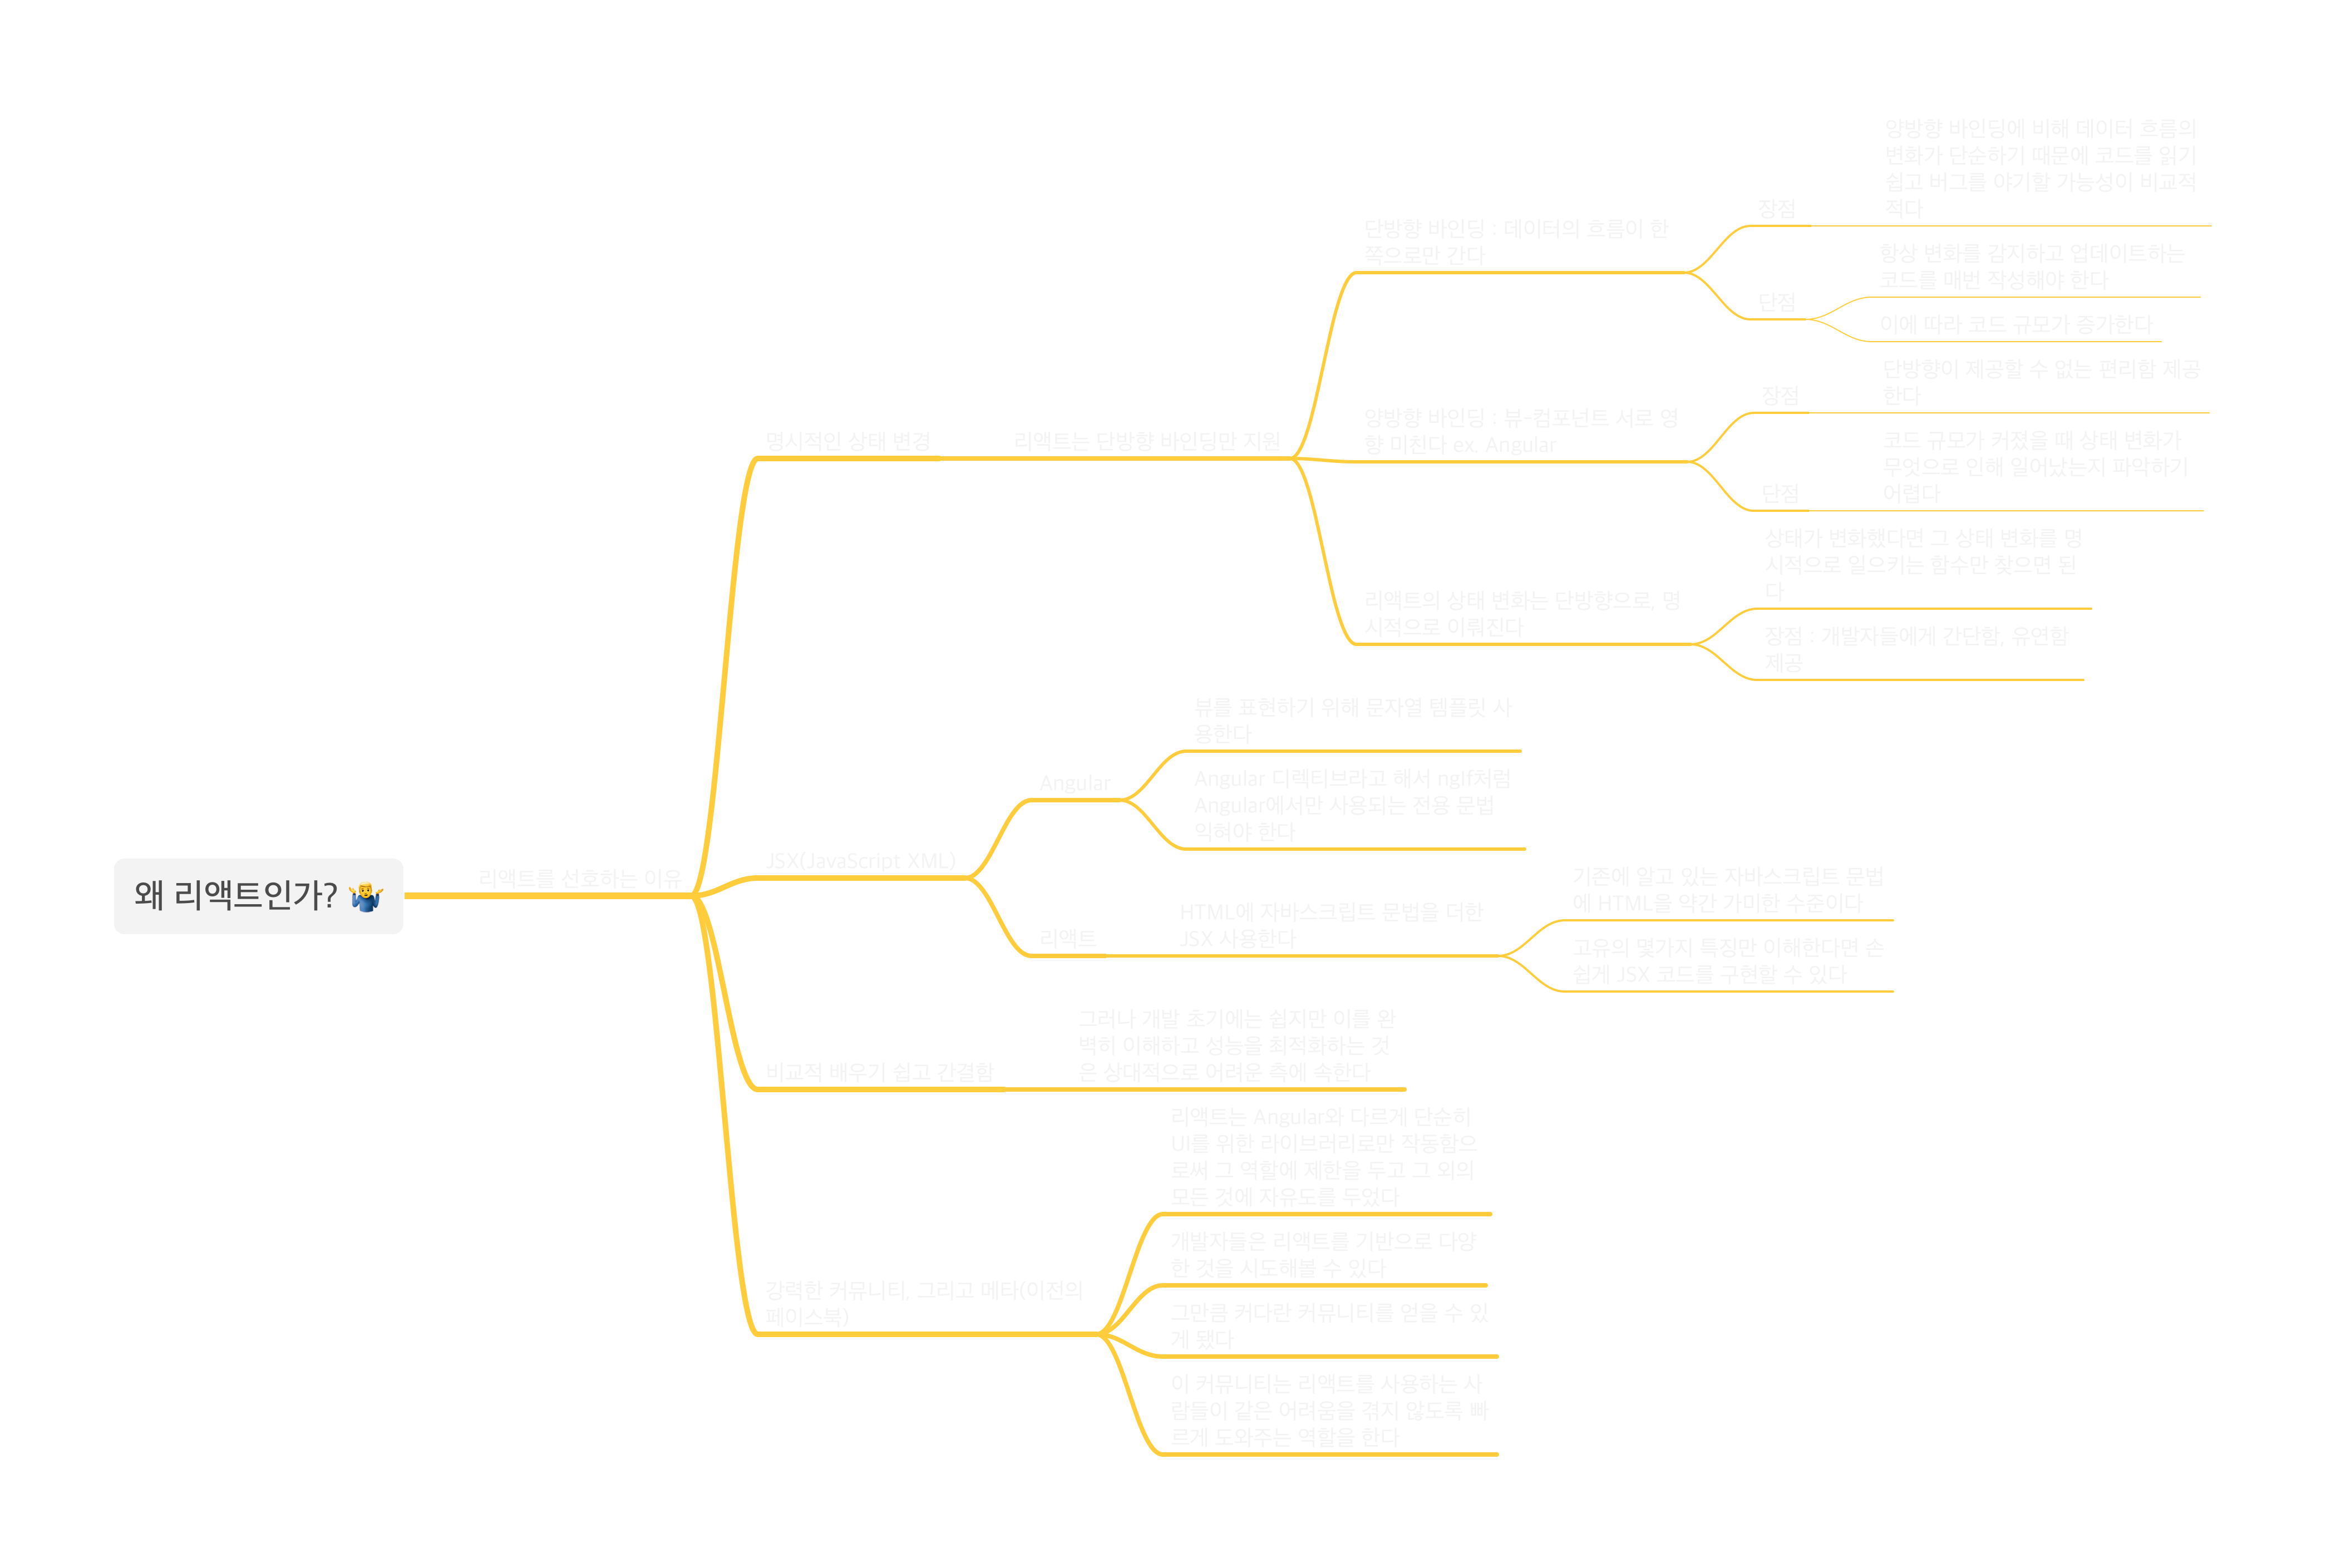 왜 리액트인가? 🤷‍♂️
리액트를 선호하는 이유
명시적인 상태 변경
리액트는 단방향 바인딩만 지원
단방향 바인딩 : 데이터의 흐름이 한
쪽으로만 간다
장점
양방향 바인딩에 비해 데이터 흐름의
변화가 단순하기 때문에 코드를 읽기
쉽고 버그를 야기할 가능성이 비교적
적다
단점
항상 변화를 감지하고 업데이트하는
코드를 매번 작성해야 한다
이에 따라 코드 규모가 증가한다
양방향 바인딩 : 뷰-컴포넌트 서로 영
향 미친다 ex. Angular
장점
단방향이 제공할 수 없는 편리함 제공
한다
단점
코드 규모가 커졌을 때 상태 변화가
무엇으로 인해 일어났는지 파악하기
어렵다
리액트의 상태 변화는 단방향으로, 명
시적으로 이뤄진다
상태가 변화했다면 그 상태 변화를 명
시적으로 일으키는 함수만 찾으면 된
다
장점 : 개발자들에게 간단함, 유연함
제공
JSX(JavaScript XML)
Angular
뷰를 표현하기 위해 문자열 템플릿 사
용한다
Angular 디렉티브라고 해서 ngIf처럼
Angular에서만 사용되는 전용 문법
익혀야 한다
리액트
HTML에 자바스크립트 문법을 더한
JSX 사용한다
기존에 알고 있는 자바스크립트 문법
에 HTML을 약간 가미한 수준이다
고유의 몇가지 특징만 이해한다면 손
쉽게 JSX 코드를 구현할 수 있다
비교적 배우기 쉽고 간결함
그러나 개발 초기에는 쉽지만 이를 완
벽히 이해하고 성능을 최적화하는 것
은 상대적으로 어려운 측에 속한다
강력한 커뮤니티, 그리고 메타(이전의
페이스북)
리액트는 Angular와 다르게 단순히
UI를 위한 라이브러리로만 작동함으
로써 그 역할에 제한을 두고 그 외의
모든 것에 자유도를 두었다
개발자들은 리액트를 기반으로 다양
한 것을 시도해볼 수 있다
그만큼 커다란 커뮤니티를 얻을 수 있
게 됐다
이 커뮤니티는 리액트를 사용하는 사
람들이 같은 어려움을 겪지 않도록 빠
르게 도와주는 역할을 한다